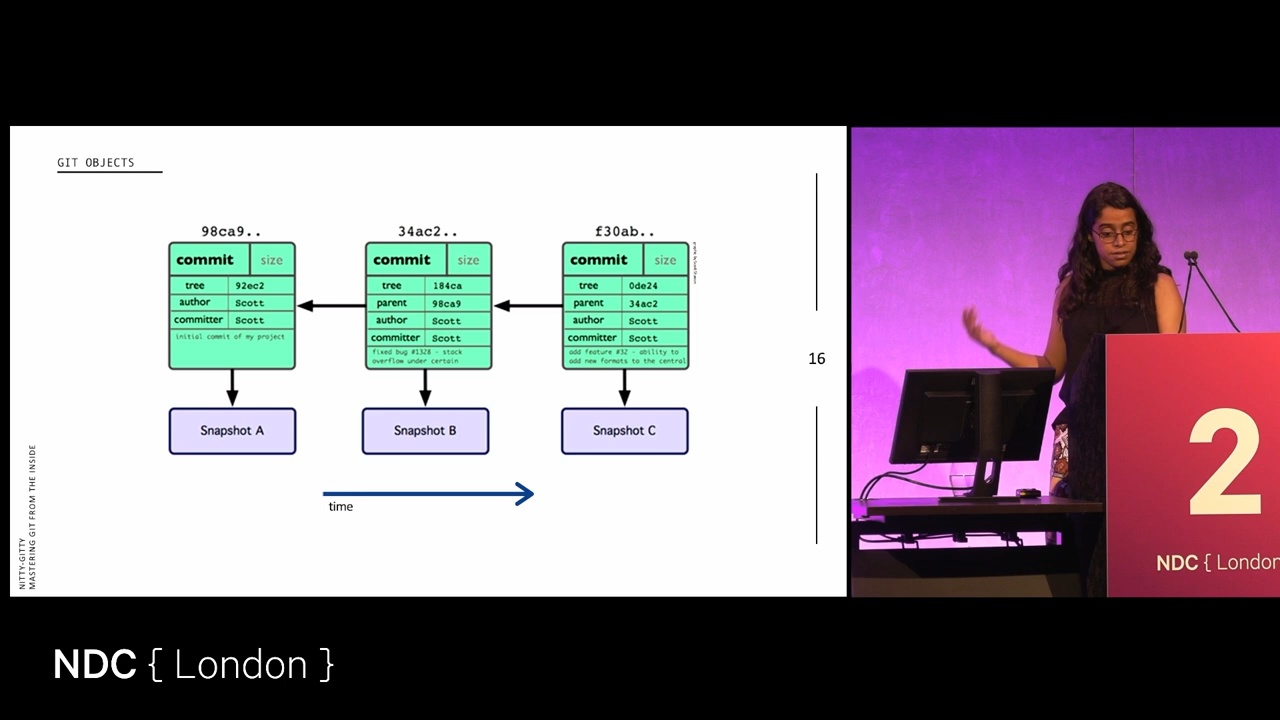 GIT OBJECTS
98ca9..
34ac2..
f30ab..
commit size
tree 92ec2
author Scott
committer Scott
initial commit of my project
commit size
tree 184ca
parent 98ca9
author Scott
committer Scott
fixed bug #1328 - stack
overflow under certain
commit size
tree 0de24
parent 34ac2
author Scott
committer Scott
add feature #32 - ability to
add new formats to the central
Snapshot A
Snapshot B
Snapshot C
time
16
NITTY-GITTY
MASTERING GIT FROM THE INSIDE
2
NDC { London
NDC { London }